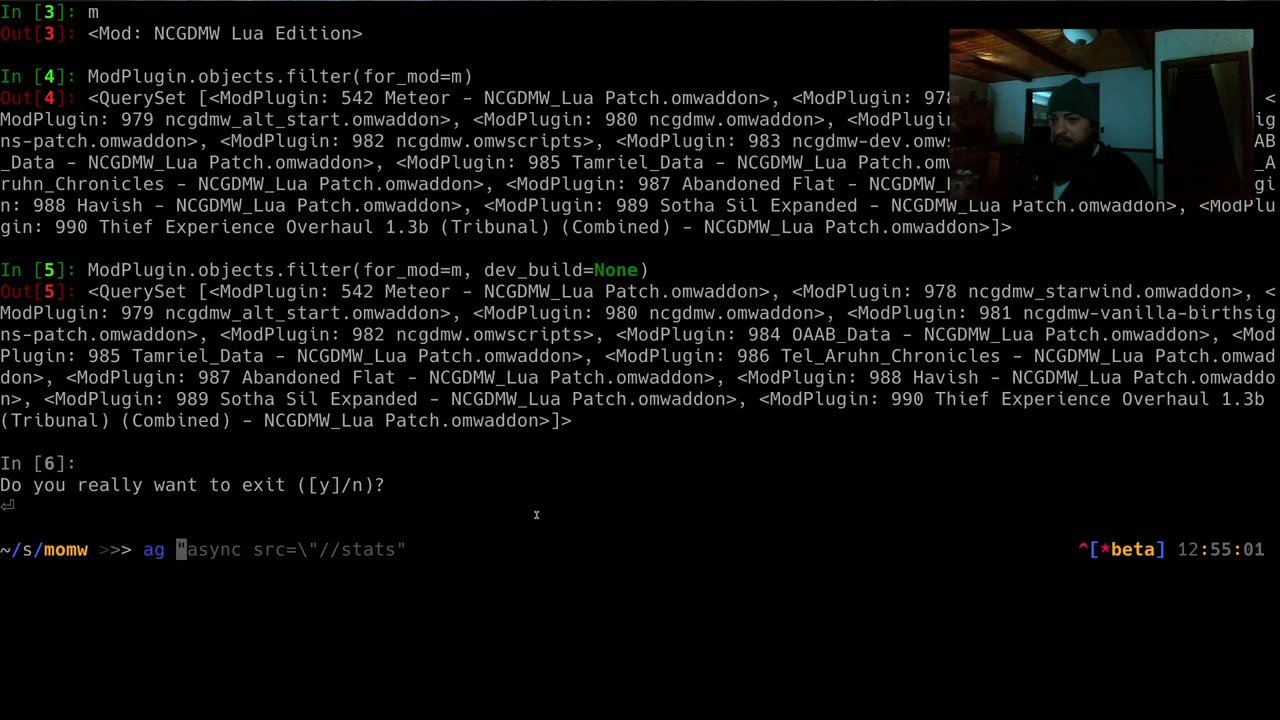 In [3]: m
Out[3]: <Mod: NCGDMW Lua Edition>
In [4]: ModPlugin.objects.filter(for_mod=m)
Out[4]: <QuerySet [<ModPlugin: 542 Meteor - NCGDMW_Lua Patch.omwaddon>, <ModPlugin: 978 <
ModPlugin: 979 ncgdmw_alt_start.omwaddon>, <ModPlugin: 980 ncgdmw.omwaddon>, <ModPlugin: sig
ns-patch.omwaddon>, <ModPlugin: 982 ncgdmw.omwscripts>, <ModPlugin: 983 ncgdmw-dev.omws AB
_Data - NCGDMW_Lua Patch.omwaddon>, <ModPlugin: 985 Tamriel_Data - NCGDMW_Lua Patch.omw _A
ruhn_Chronicles - NCGDMW_Lua Patch.omwaddon>, <ModPlugin: 987 Abandoned Flat - NCGDMW_ gi
n: 988 Havish - NCGDMW_Lua Patch.omwaddon>, <ModPlugin: 989 Sotha Sil Expanded - NCGDMW_Lua Patch.omwaddon>, <ModPlu
gin: 990 Thief Experience Overhaul 1.3b (Tribunal) (Combined) - NCGDMW_Lua Patch.omwaddon>]>
In [5]: ModPlugin.objects.filter(for_mod=m, dev_build=None)
Out[5]: <QuerySet [<ModPlugin: 542 Meteor - NCGDMW_Lua Patch.omwaddon>, <ModPlugin: 978 ncgdmw_starwind.omwaddon>, <
ModPlugin: 979 ncgdmw_alt_start.omwaddon>, <ModPlugin: 980 ncgdmw.omwaddon>, <ModPlugin: 981 ncgdmw-vanilla-birthsig
ns-patch.omwaddon>, <ModPlugin: 982 ncgdmw.omwscripts>, <ModPlugin: 984 OAAB_Data - NCGDMW_Lua Patch.omwaddon>, <Mod
Plugin: 985 Tamriel_Data - NCGDMW_Lua Patch.omwaddon>, <ModPlugin: 986 Tel_Aruhn_Chronicles - NCGDMW_Lua Patch.omwad
don>, <ModPlugin: 987 Abandoned Flat - NCGDMW_Lua Patch.omwaddon>, <ModPlugin: 988 Havish - NCGDMW_Lua Patch.omwaddo
n>, <ModPlugin: 989 Sotha Sil Expanded - NCGDMW_Lua Patch.omwaddon>, <ModPlugin: 990 Thief Experience Overhaul 1.3b
(Tribunal) (Combined) - NCGDMW_Lua Patch.omwaddon>]>
In [6]:
Do you really want to exit ([y]/n)?
⏎
~/s/momw >>> ag "async src=\"//stats" ^[*beta] 12:55:01